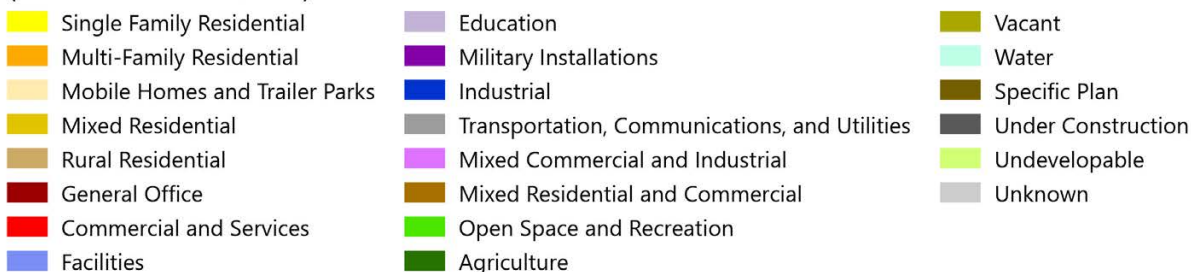 Single Family Residential
Multi-Family Residential
Mobile Homes and Trailer Parks
Mixed Residential
Rural Residential
General Office
Commercial and Services
Facilities
Education
Military Installations
Industrial
Transportation, Communications, and Utilities
Mixed Commercial and Industrial
Mixed Residential and Commercial
Open Space and Recreation
Agriculture
Vacant
Water
Specific Plan
Under Construction
Undevelopable
Unknown